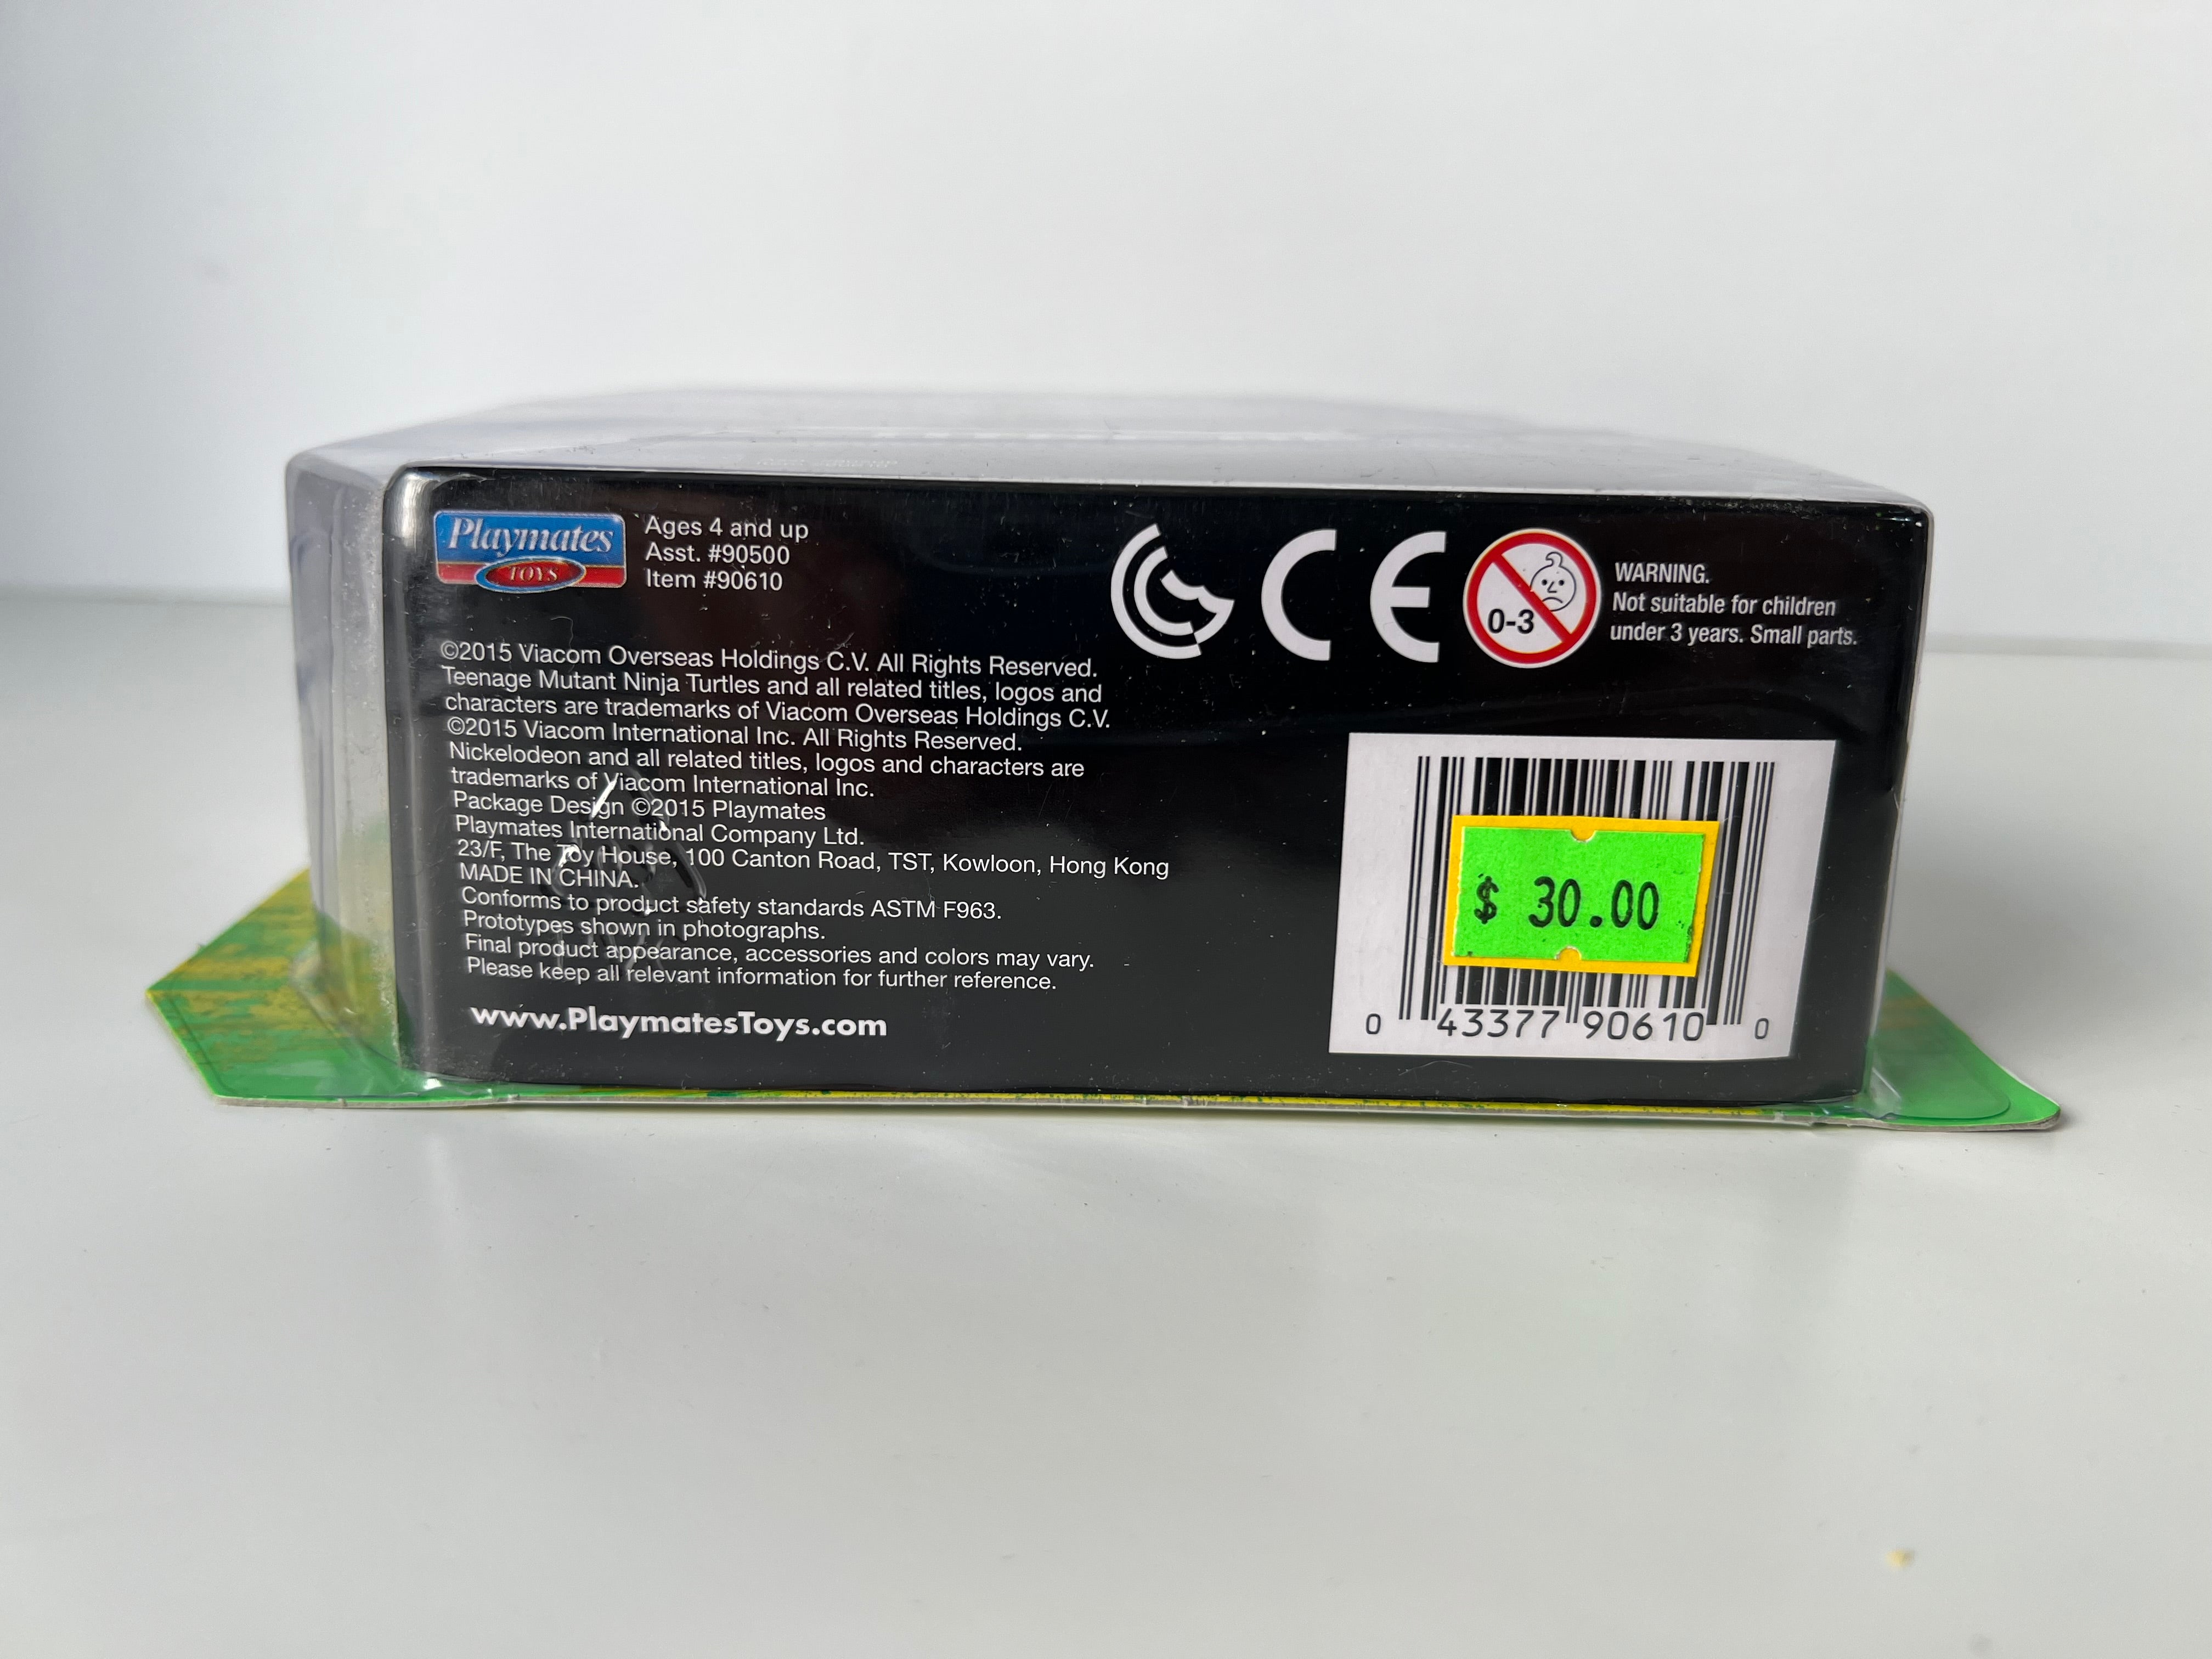 Playmates
TOYS
Ages 4 and up
Asst. #90500
Item #90610
0-3
WARNING.
Not suitable for children
under 3 years. Small parts.
©2015 Viacom Overseas Holdings C.V. All Rights Reserved.
Teenage Mutant Ninja Turtles and all related titles, logos and
characters are trademarks of Viacom Overseas Holdings C.V.
©2015 Viacom International Inc. All Rights Reserved.
Nickelodeon and all related titles, logos and characters are
trademarks of Viacom International Inc.
Package Design ©2015 Playmates
Playmates International Company Ltd.
23/F, The Toy House, 100 Canton Road, TST, Kowloon, Hong Kong
MADE IN CHINA.
Conforms to product safety standards ASTM F963.
Prototypes shown in photographs.
Final product appearance, accessories and colors may vary.
Please keep all relevant information for further reference.
www.PlaymatesToys.com
$ 30.00
0 43377 90610 0
CE